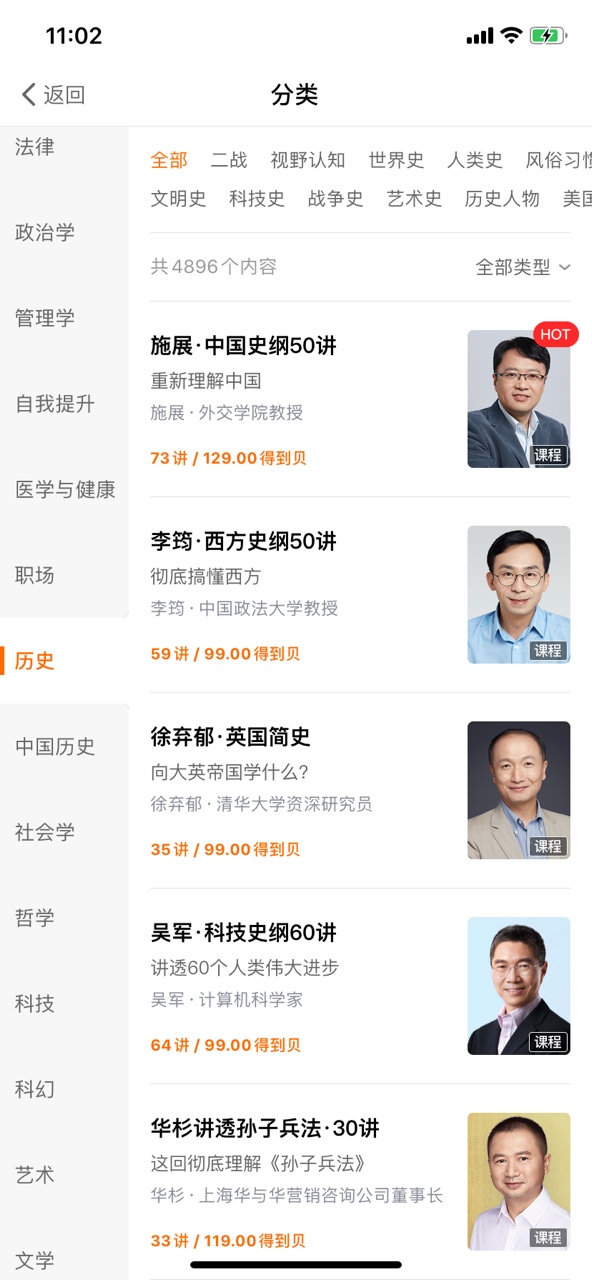 11:02
返回
分类
法律
政治学
管理学
自我提升
医学与健康
职场
历史
中国历史
社会学
哲学
科技
科幻
艺术
文学
全部 二战 视野认知 世界史 人类史 风俗习惯
文明史 科技史 战争史 艺术史 历史人物 美国
共4896个内容
全部类型
施展·中国史纲50讲
重新理解中国
施展 · 外交学院教授
73讲 / 129.00得到贝
HOT
课程
李筠·西方史纲50讲
彻底搞懂西方
李筠 · 中国政法大学教授
59讲 / 99.00得到贝
课程
徐弃郁·英国简史
向大英帝国学什么?
徐弃郁 · 清华大学资深研究员
35讲 / 99.00得到贝
课程
吴军·科技史纲60讲
讲透60个人类伟大进步
吴军 · 计算机科学家
64讲 / 99.00得到贝
课程
华杉讲透孙子兵法·30讲
这回彻底理解《孙子兵法》
华杉 · 上海华与华营销咨询公司董事长
33讲 / 119.00得到贝
课程